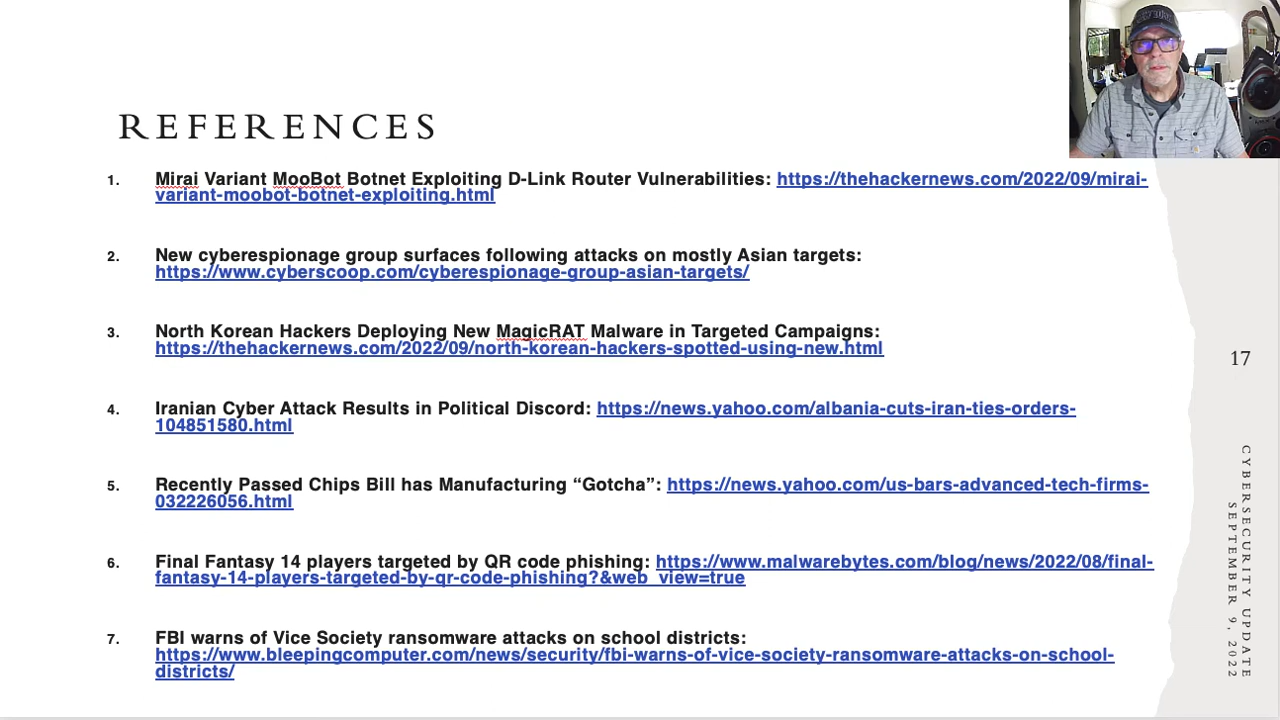 REFERENCES
1. Mirai Variant MooBot Botnet Exploiting D-Link Router Vulnerabilities: https://thehackernews.com/2022/09/mirai-
variant-moobot-botnet-exploiting.html
2. New cyberespionage group surfaces following attacks on mostly Asian targets:
https://www.cyberscoop.com/cyberespionage-group-asian-targets/
3. North Korean Hackers Deploying New MagicRAT Malware in Targeted Campaigns:
https://thehackernews.com/2022/09/north-korean-hackers-spotted-using-new.html
4. Iranian Cyber Attack Results in Political Discord: https://news.yahoo.com/albania-cuts-iran-ties-orders-
104851580.html
5. Recently Passed Chips Bill has Manufacturing “Gotcha”: https://news.yahoo.com/us-bars-advanced-tech-firms-
032226056.html
6. Final Fantasy 14 players targeted by QR code phishing: https://www.malwarebytes.com/blog/news/2022/08/final-
fantasy-14-players-targeted-by-qr-code-phishing?&web_view=true
7. FBI warns of Vice Society ransomware attacks on school districts:
https://www.bleepingcomputer.com/news/security/fbi-warns-of-vice-society-ransomware-attacks-on-school-
districts/
17
CYBERSECURITY UPDATE
SEPTEMBER 9, 2022